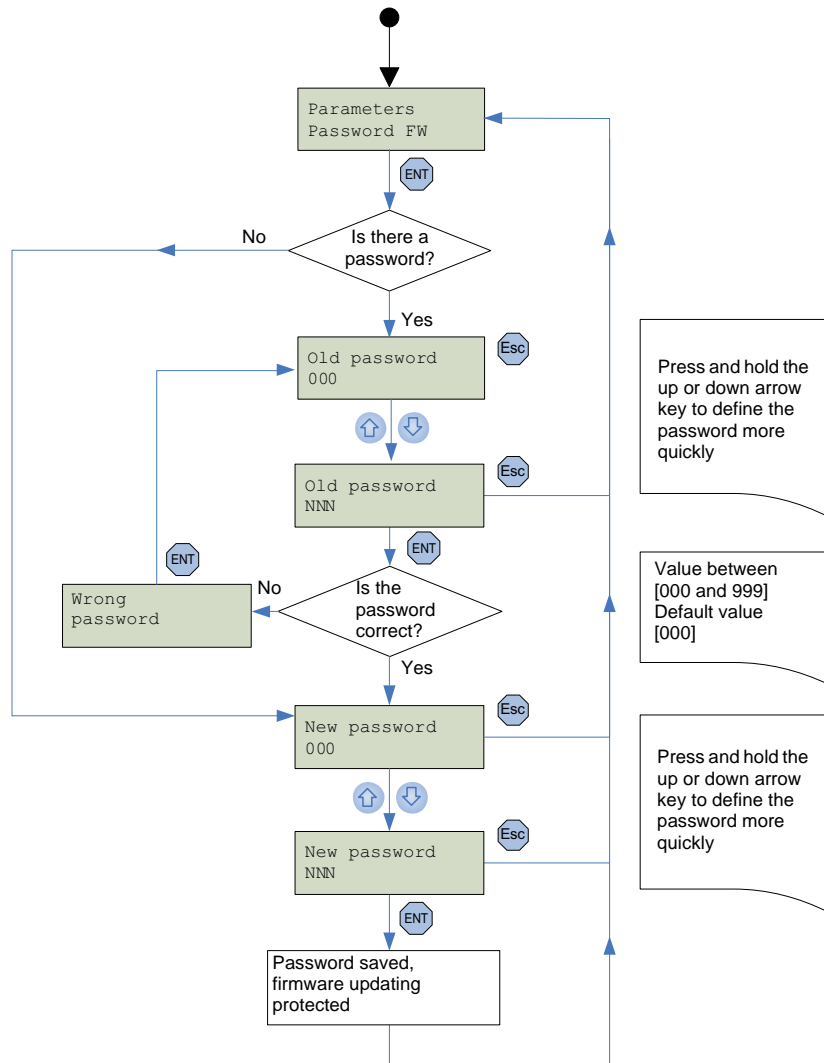 Parameters
Password FW
ENT
No
Is there a
password?
Yes
Old password
000
Esc
Press and hold the
up or down arrow
key to define the
password more
quickly
Old password
NNN
Esc
ENT
ENT
Wrong
password
No
Is the
password
correct?
Value between
[000 and 999]
Default value
[000]
Yes
New password
000
Esc
Press and hold the
up or down arrow
key to define the
password more
quickly
New password
NNN
Esc
ENT
Password saved,
firmware updating
protected